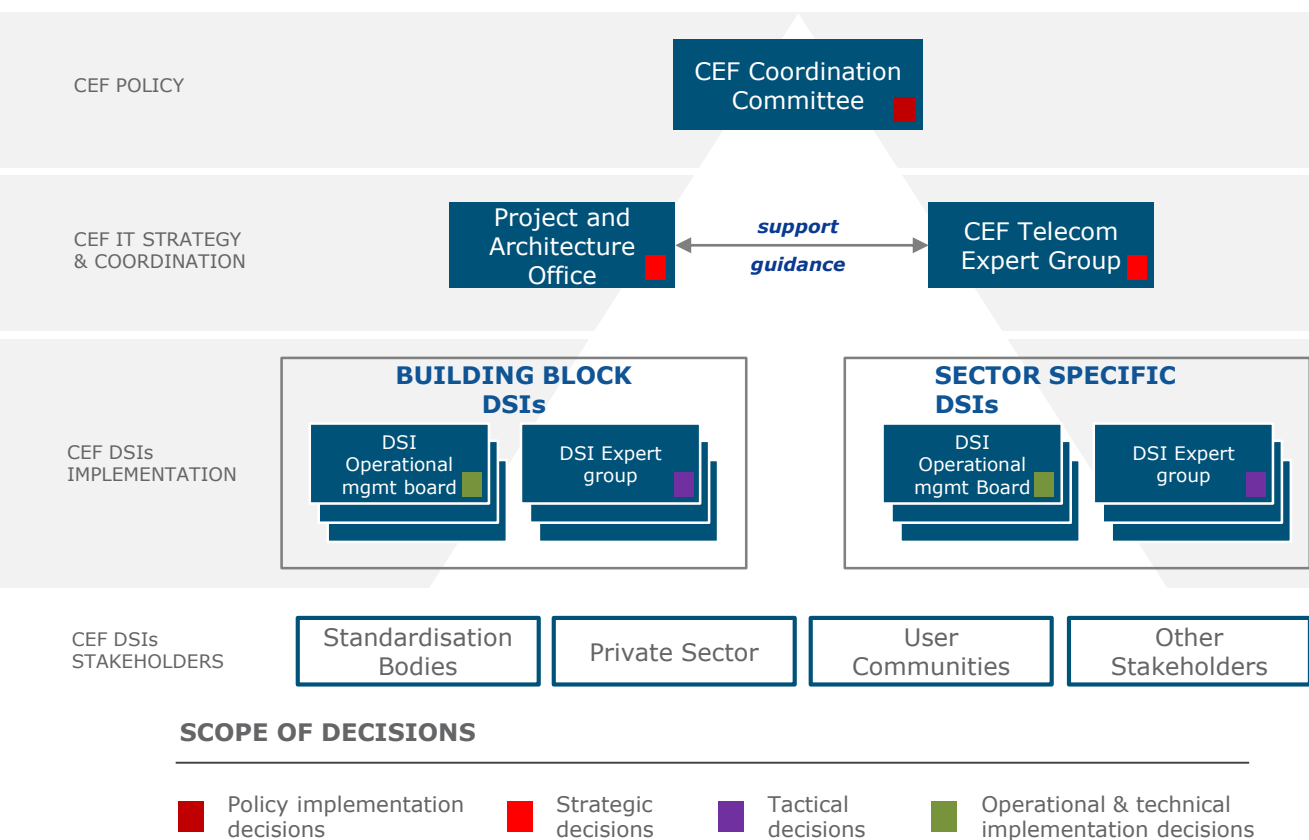 CEF POLICY
CEF Coordination
Committee
CEF IT STRATEGY
& COORDINATION
Project and
Architecture
Office
support
guidance
CEF Telecom
Expert Group
CEF DSIs
IMPLEMENTATION
BUILDING BLOCK
DSIs
DSI
Operational
mgmt board
DSI Expert
group
SECTOR SPECIFIC
DSIs
DSI
Operational
mgmt Board
DSI Expert
group
CEF DSIs
STAKEHOLDERS
Standardisation
Bodies
Private Sector
User
Communities
Other
Stakeholders
SCOPE OF DECISIONS
Policy implementation
decisions
Strategic
decisions
Tactical
decisions
Operational & technical
implementation decisions